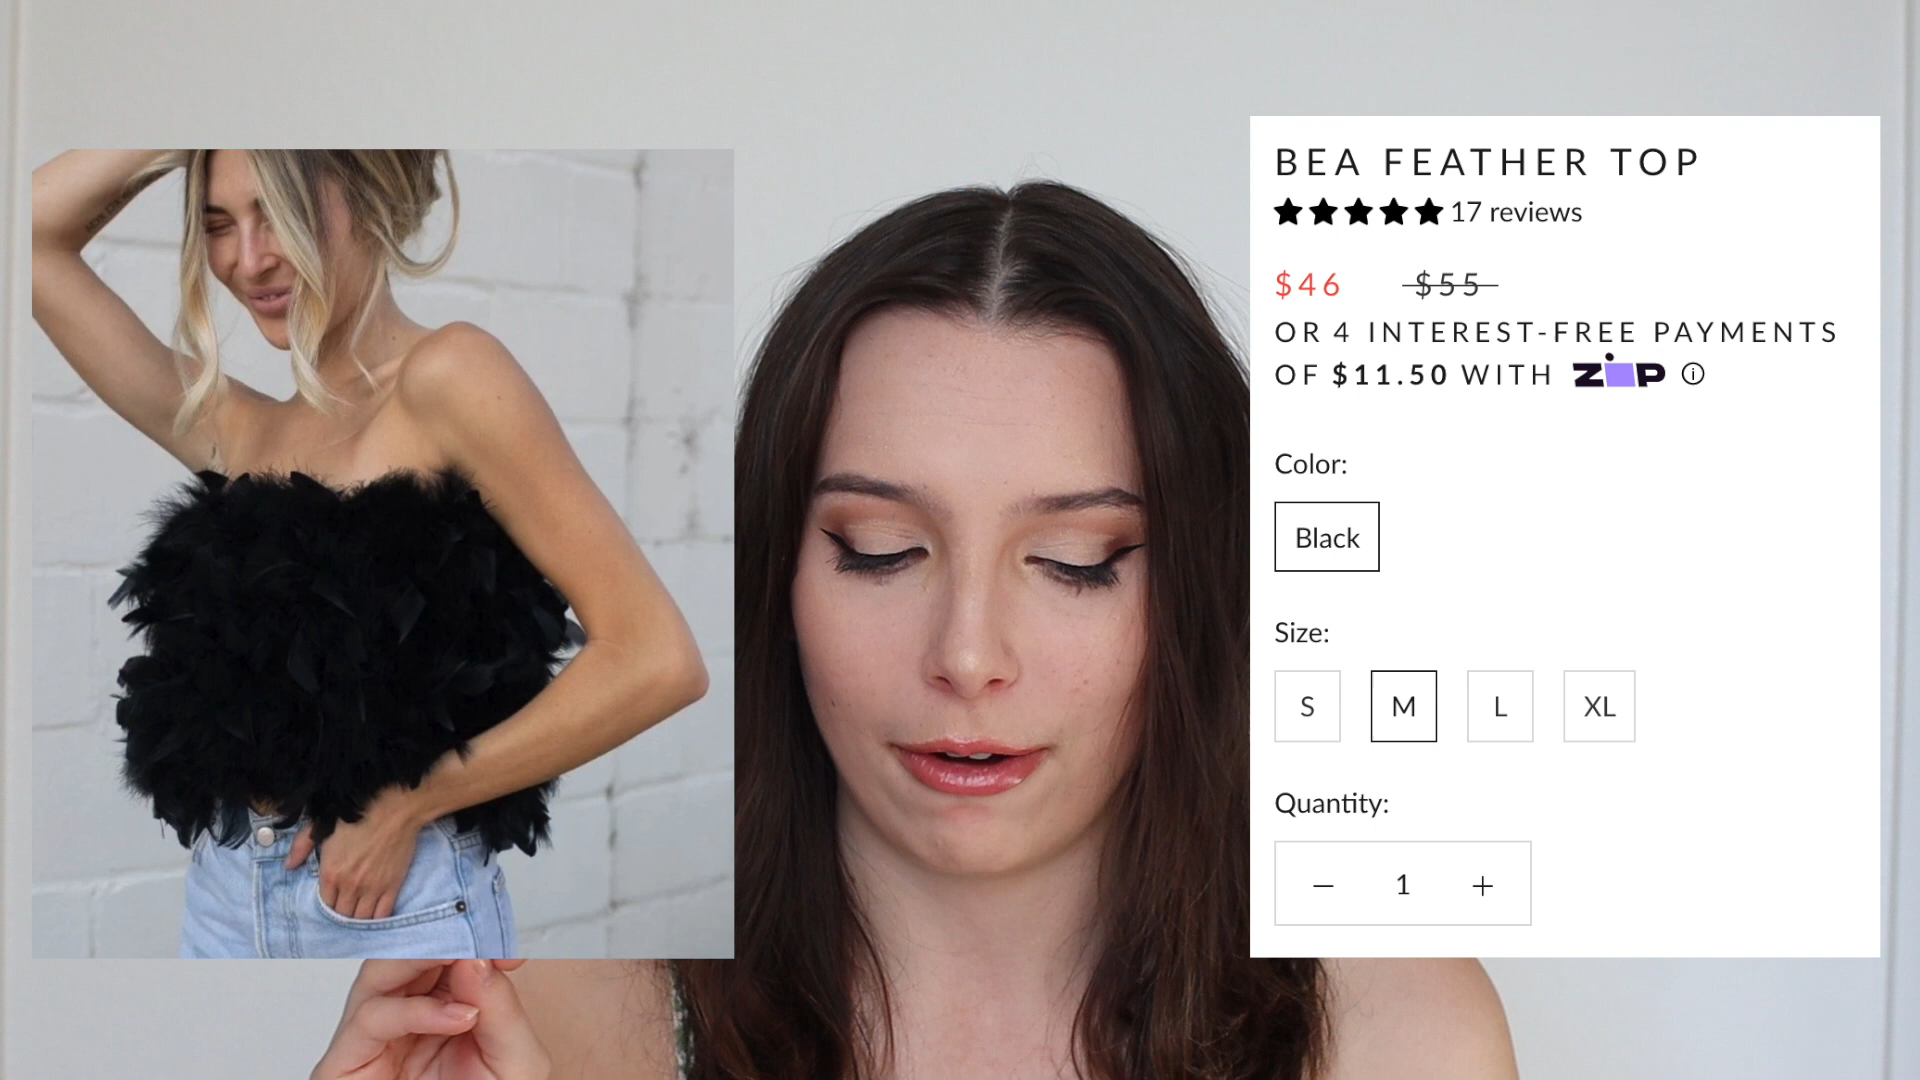 BEA FEATHER TOP
17 reviews
$46 $55
OR 4 INTEREST-FREE PAYMENTS
OF $11.50 WITH ZIP
Color:
Black
Size:
S M L XL
Quantity:
− 1 +